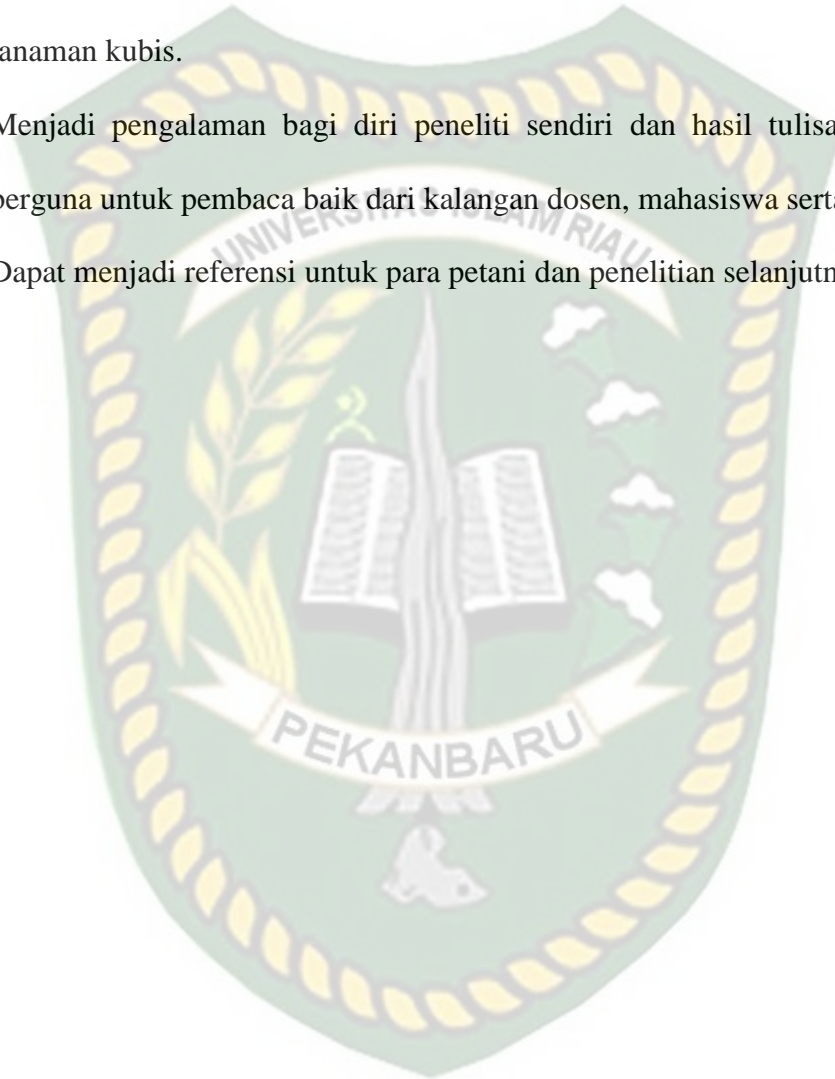 anaman kubis.
Menjadi pengalaman bagi diri peneliti sendiri dan hasil tulisa
berguna untuk pembaca baik dari kalangan dosen, mahasiswa serta
UNIVERSITAS ISLAM RIAU
Dapat menjadi referensi untuk para petani dan penelitian selanjutn
PEKANBARU